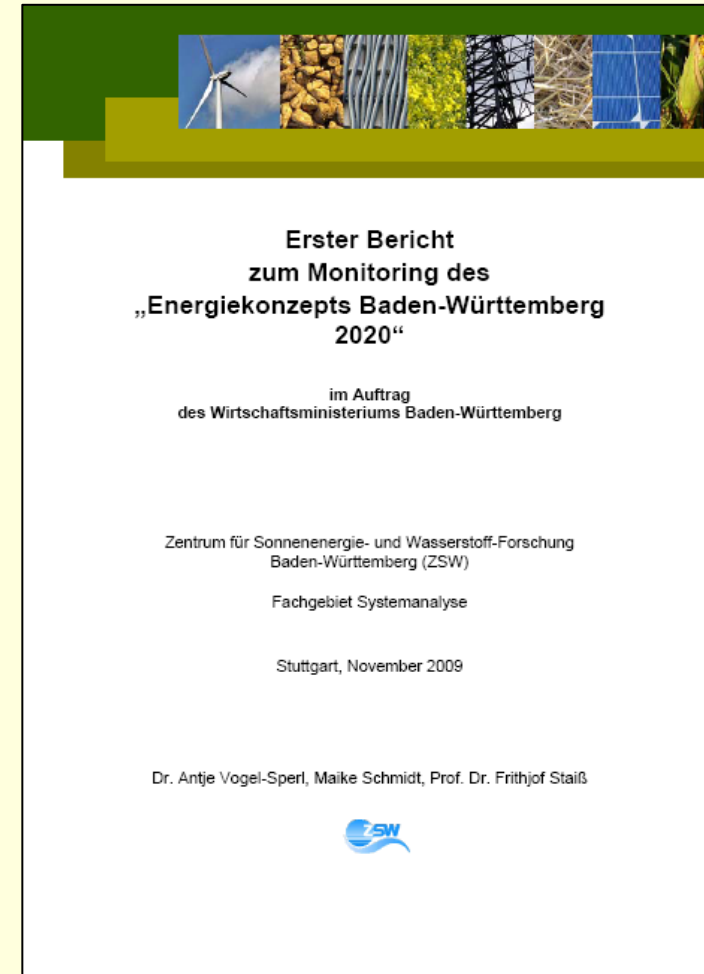 Erster Bericht
zum Monitoring des
„Energiekonzepts Baden-Württemberg
2020“
im Auftrag
des Wirtschaftsministeriums Baden-Württemberg
Zentrum für Sonnenenergie- und Wasserstoff-Forschung
Baden-Württemberg (ZSW)
Fachgebiet Systemanalyse
Stuttgart, November 2009
Dr. Antje Vogel-Sperl, Maike Schmidt, Prof. Dr. Frithjof Staiß
ZSW